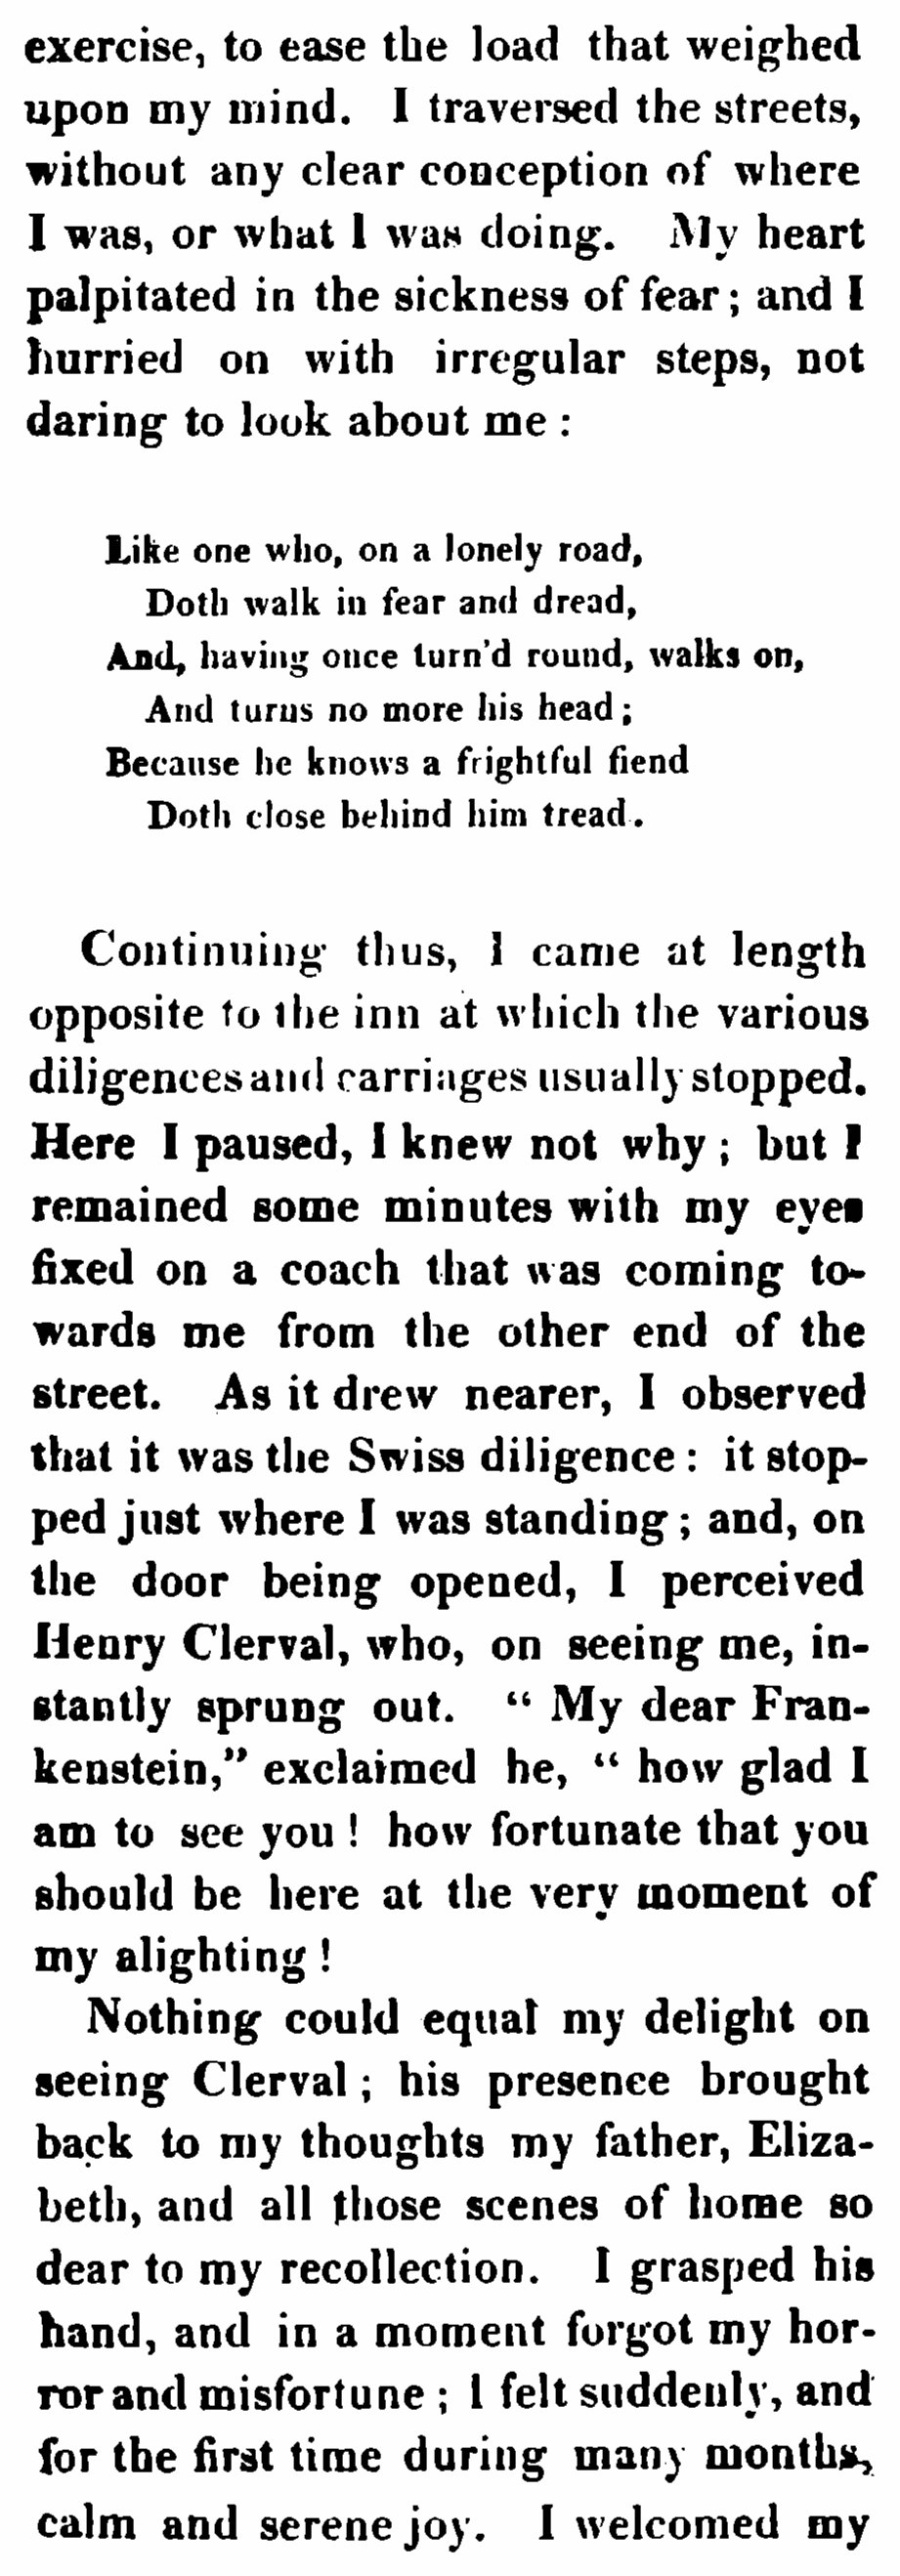 exercise, to ease the load that weighed
upon my mind. I traversed the streets,
without any clear conception of where
I was, or what I was doing. My heart
palpitated in the sickness of fear; and I
hurried on with irregular steps, not
daring to look about me:
Like one who, on a lonely road,
Doth walk in fear and dread,
And, having once turn'd round, walks on,
And turns no more his head;
Because he knows a frightful fiend
Doth close behind him tread.
Continuing thus, I came at length
opposite to the inn at which the various
diligences and carriages usually stopped.
Here I paused, I knew not why; but I
remained some minutes with my eyes
fixed on a coach that was coming to-
wards me from the other end of the
street. As it drew nearer, I observed
that it was the Swiss diligence: it stop-
ped just where I was standing; and, on
the door being opened, I perceived
Henry Clerval, who, on seeing me, in-
stantly sprung out. “ My dear Fran-
kenstein,” exclaimed he, “ how glad I
am to see you! how fortunate that you
should be here at the very moment of
my alighting!
Nothing could equal my delight on
seeing Clerval; his presence brought
back to my thoughts my father, Eliza-
beth, and all those scenes of home so
dear to my recollection. I grasped his
hand, and in a moment forgot my hor-
ror and misfortune; I felt suddenly, and
for the first time during many months,
calm and serene joy. I welcomed my